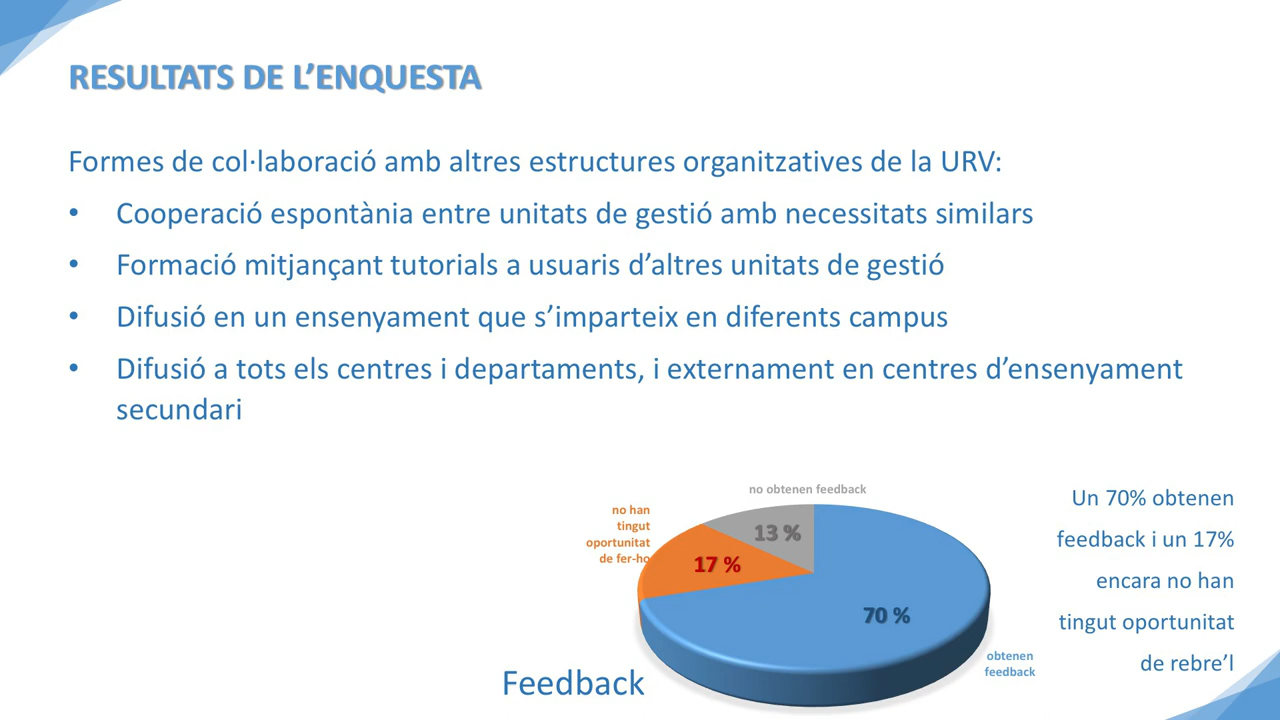 RESULTATS DE L’ENQUESTA
Formes de col·laboració amb altres estructures organitzatives de la URV:
• Cooperació espontània entre unitats de gestió amb necessitats similars
• Formació mitjançant tutorials a usuaris d’altres unitats de gestió
• Difusió en un ensenyament que s’imparteix en diferents campus
• Difusió a tots els centres i departaments, i externament en centres d’ensenyament
secundari
no obtenen feedback
no han
tingut
oportunitat
de fer-ho
13 %
17 %
70 %
obtenen
feedback
Feedback
Un 70% obtenen
feedback i un 17%
encara no han
tingut oportunitat
de rebre’l